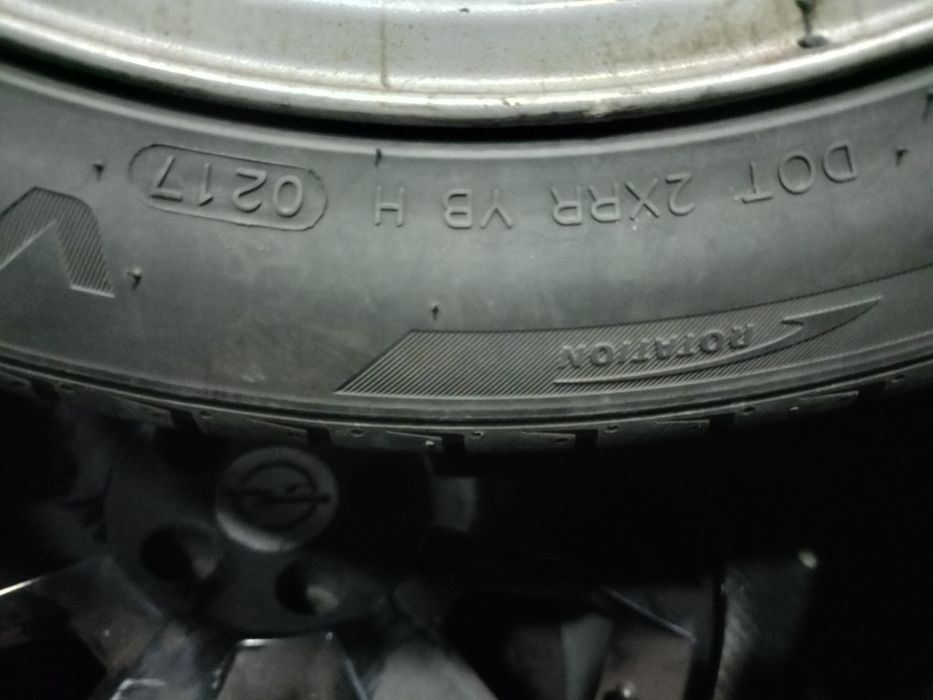 DOT 2XRR YB H 0217
ROTATION